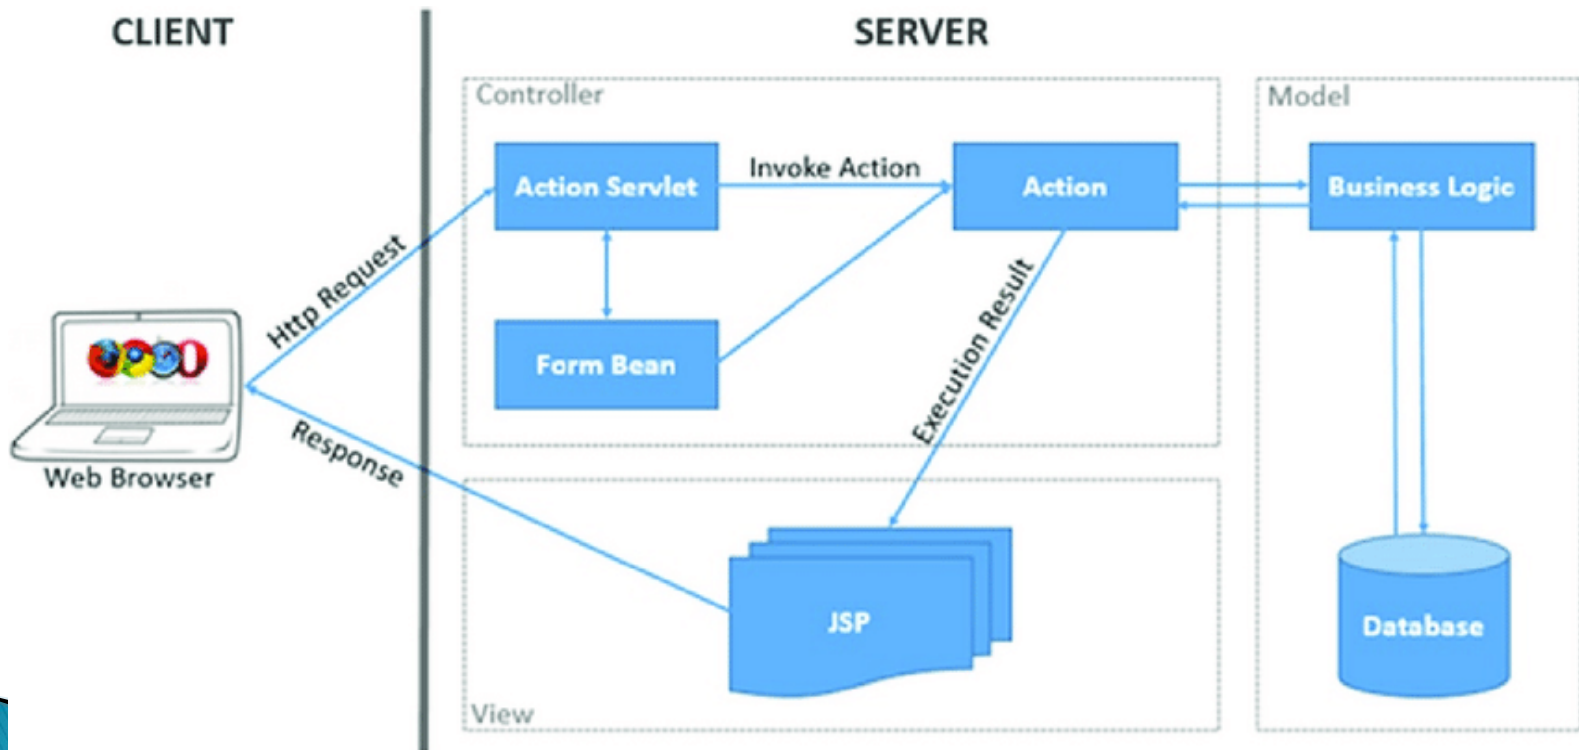 CLIENT
SERVER
Controller
Model
Action Servlet
Invoke Action
Action
Business Logic
Http Request
Form Bean
Execution Result
Web Browser
Response
JSP
Database
View